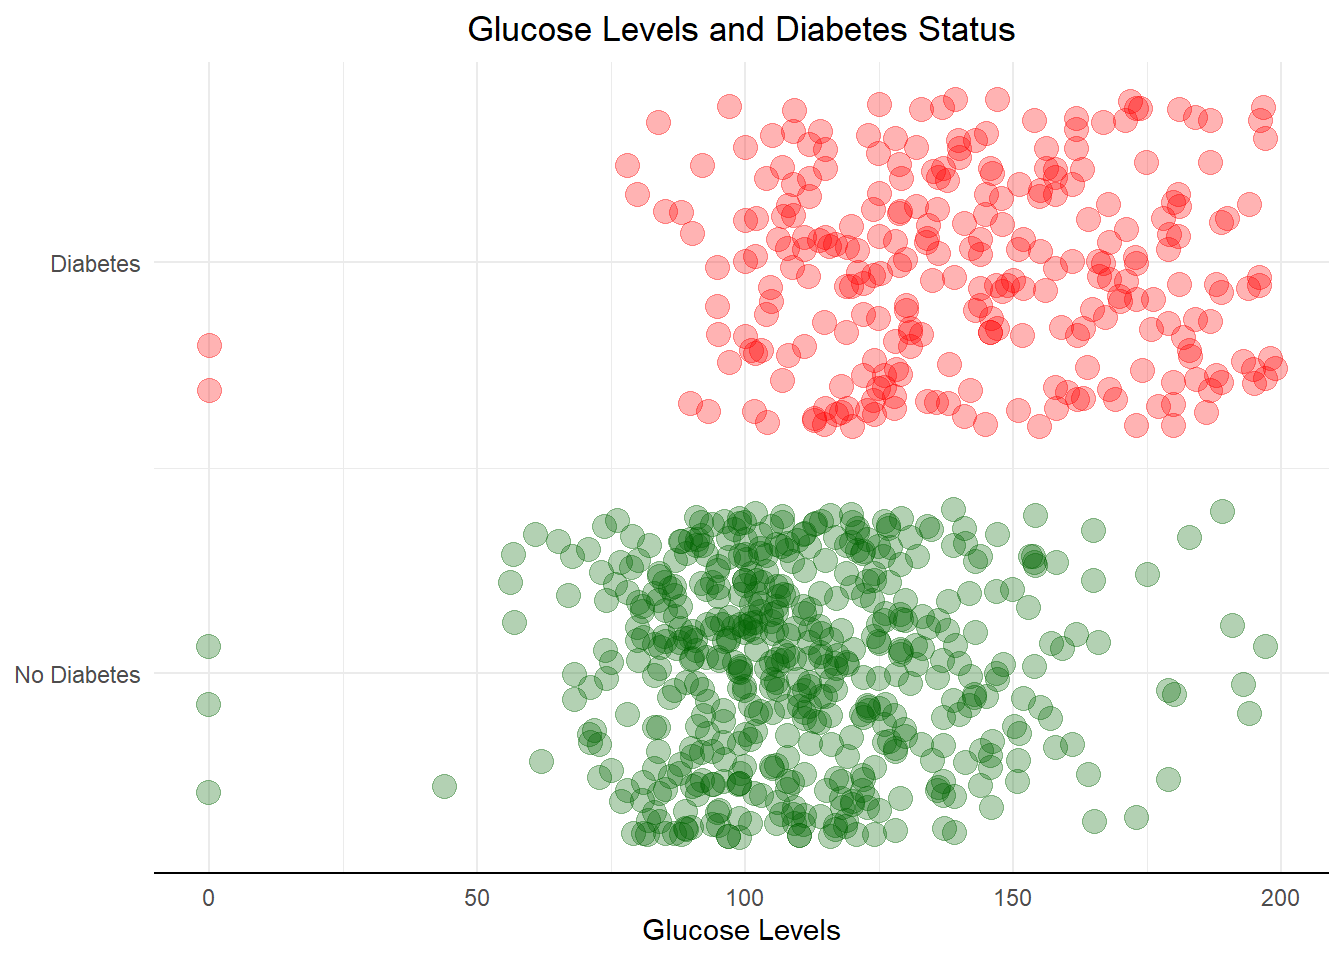 Glucose Levels and Diabetes Status
Diabetes
No Diabetes
0 50 100 150 200
Glucose Levels